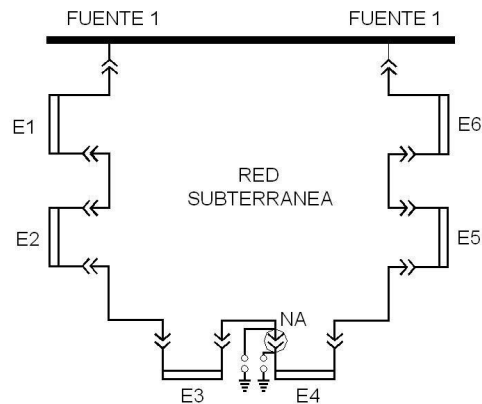 FUENTE 1 FUENTE 1
E1 E6
RED
SUBTERRANEA
E2 E5
NA
E3 E4